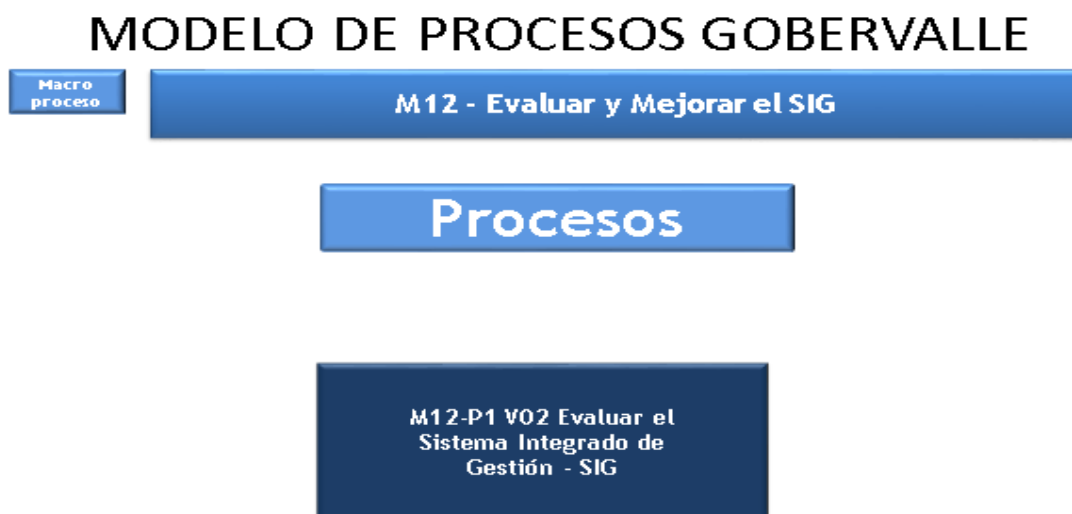 MODELO DE PROCESOS GOBERVALLE
Macro
proceso
M12 - Evaluar y Mejorar el SIG
Procesos
M12-P1 V02 Evaluar el
Sistema Integrado de
Gestión - SIG